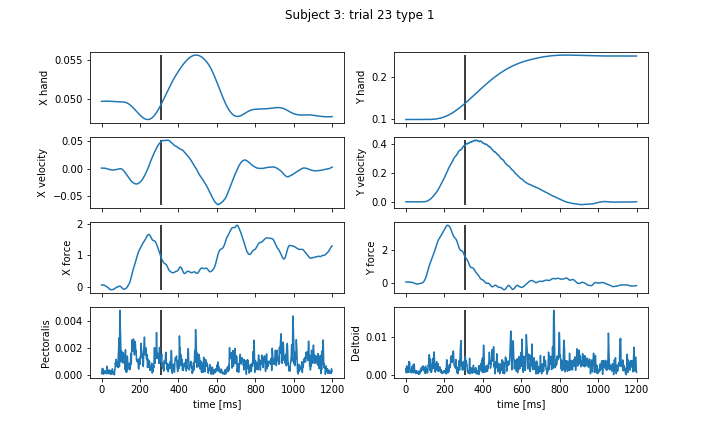 Subject 3: trial 23 type 1
X hand
0.055
0.050
Y hand
0.2
0.1
X velocity
0.05
0.00
−0.05
Y velocity
0.4
0.2
0.0
X force
2
1
0
Y force
2
0
Pectoralis
0.004
0.002
0.000
0 200 400 600 800 1000 1200
time [ms]
Deltoid
0.01
0.00
0 200 400 600 800 1000 1200
time [ms]